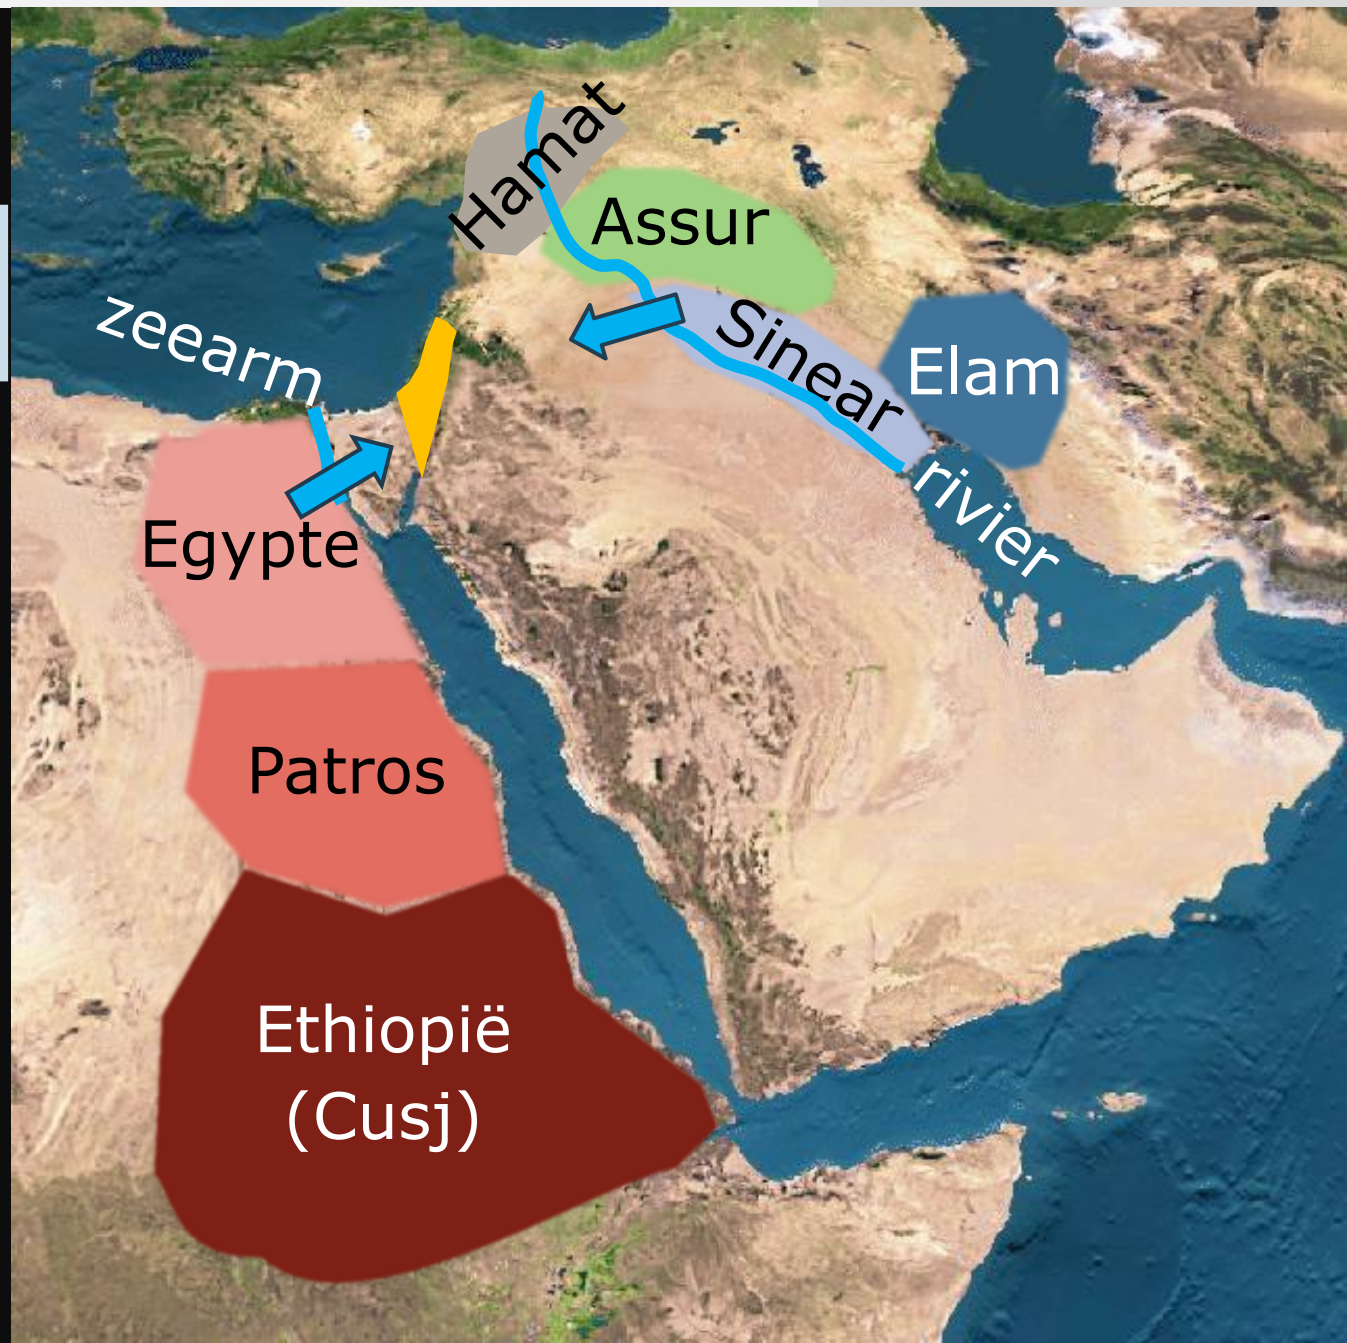 Hamat
Assur
zeearm
Sinear
Elam
rivier
Egypte
Patros
Ethiopië
(Cusj)